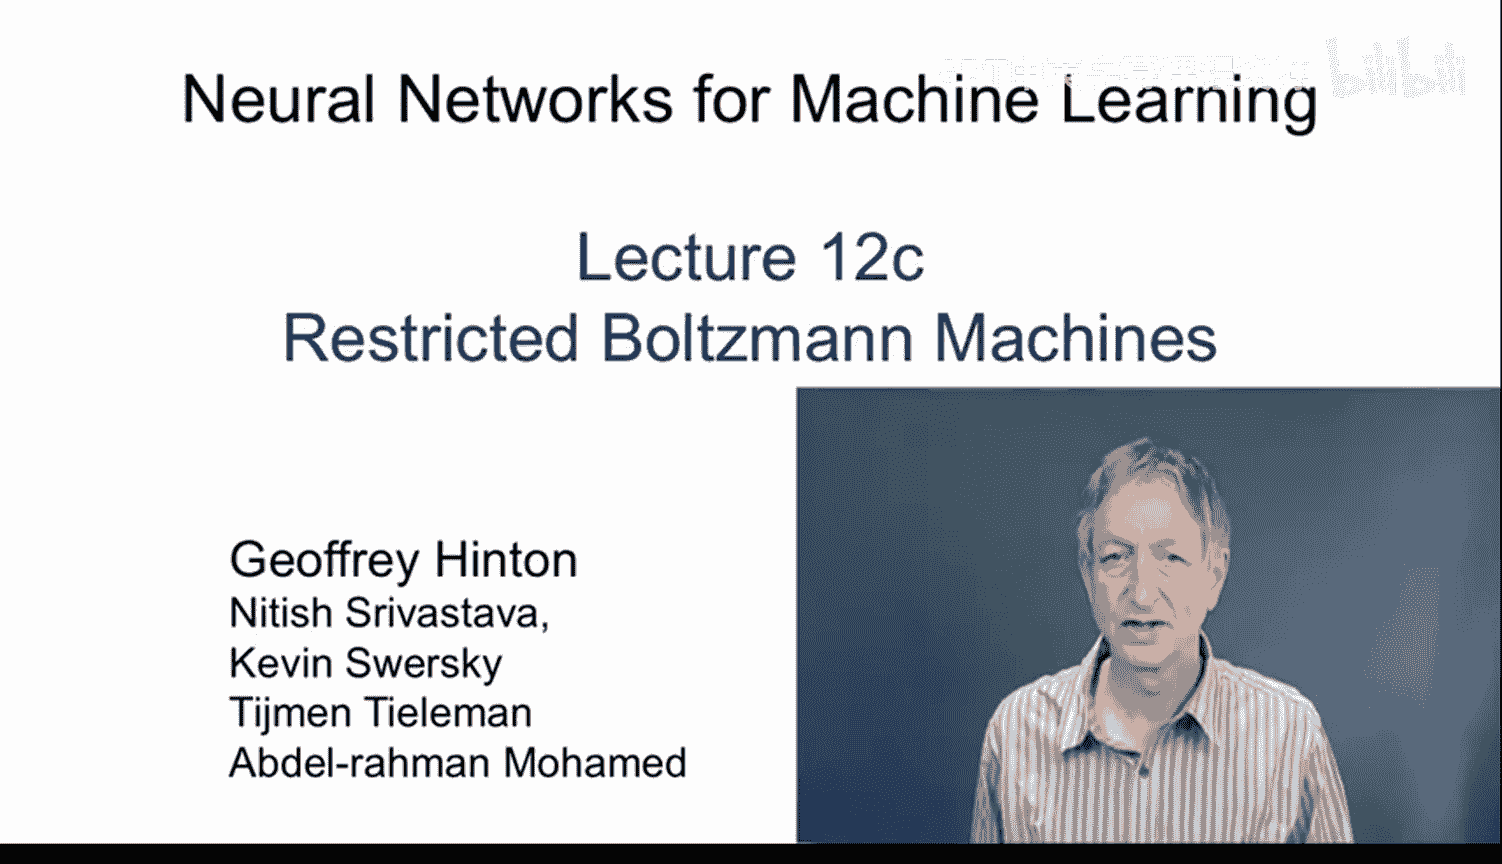 Neural Networks for Machine Learning
bilibili
Lecture 12c
Restricted Boltzmann Machines
Geoffrey Hinton
Nitish Srivastava,
Kevin Swersky
Tijmen Tieleman
Abdel-rahman Mohamed